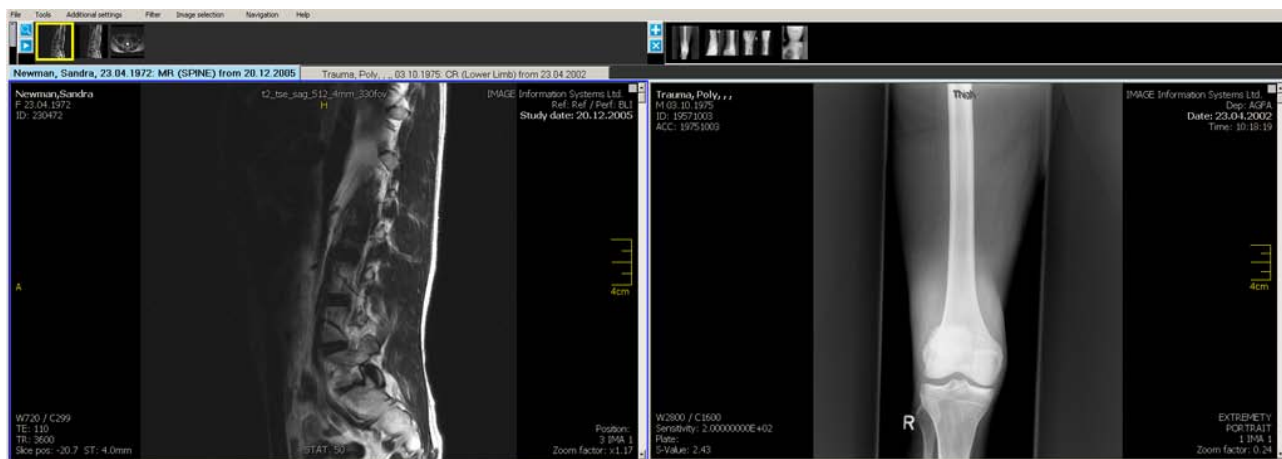 File Tools Additional settings Filter Image selection Navigation Help
Newman, Sandra, 23.04.1972: MR (SPINE) from 20.12.2005
Trauma, Poly, , ,, 03.10.1975: CR (Lower Limb) from 23.04.2002
Newman,Sandra
F 23.04.1972
ID: 230472
t2_tse_sag_512_4mm_330fov
H
IMAGE Information Systems Ltd.
Ref: Ref / Perf: BLI
Study date: 20.12.2005
A
4cm
W720 / C299
TE: 110
TR: 3600
Slice pos: -20.7 ST: 4.0mm
STAT. 50
Position:
3 IMA 1
Zoom factor: x1.17
Trauma, Poly, , ,
M 03.10.1975
ID: 19571003
ACC: 19751003
Thigh
IMAGE Information Systems Ltd.
Dep: AGFA
Date: 23.04.2002
Time: 10:18:19
4cm
R
W2800 / C1600
Sensitivity: 2.00000000E+02
Plate:
S-Value: 2.43
EXTREMETY
PORTRAIT
1 IMA 1
Zoom factor: 0.24